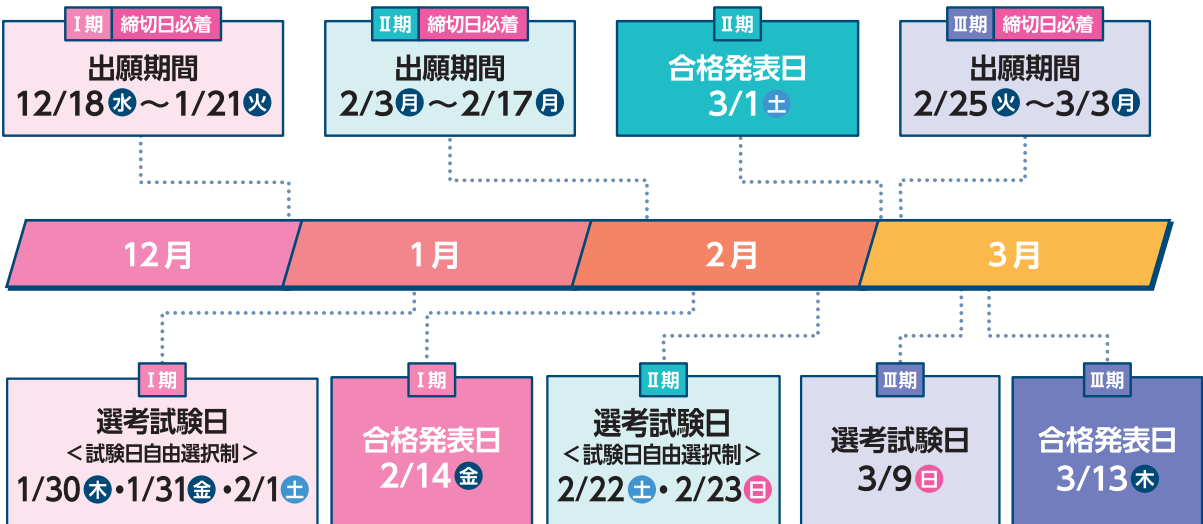 Ⅰ期 締切日必着
出願期間
12/18水～1/21火
Ⅱ期 締切日必着
出願期間
2/3月～2/17月
Ⅱ期
合格発表日
3/1土
Ⅲ期 締切日必着
出願期間
2/25火～3/3月
12月
1月
2月
3月
Ⅰ期
選考試験日
＜試験日自由選択制＞
1/30木・1/31金・2/1土
Ⅰ期
合格発表日
2/14金
Ⅱ期
選考試験日
＜試験日自由選択制＞
2/22土・2/23日
Ⅲ期
選考試験日
3/9日
Ⅲ期
合格発表日
3/13木